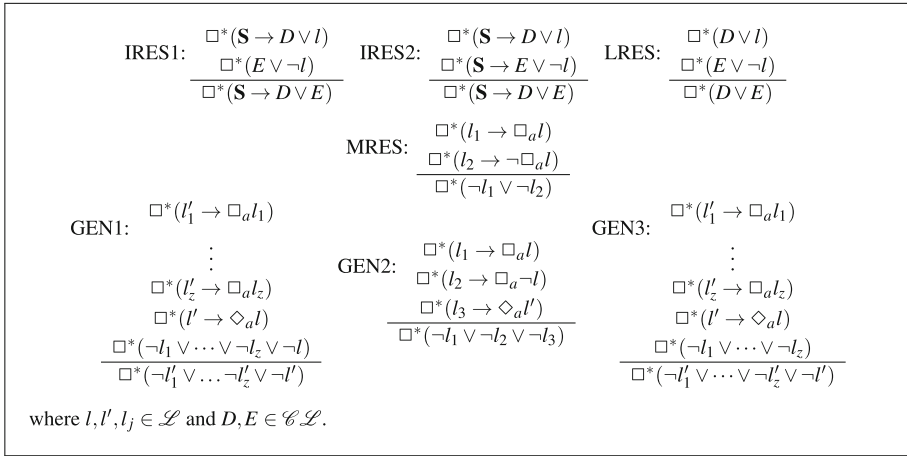 IRES1: □*(S → D ∨ l) IRES2: □*(S → D ∨ l) LRES: □*(D ∨ l)
□*(E ∨ ¬l) □*(S → E ∨ ¬l) □*(E ∨ ¬l)
□*(S → D ∨ E) □*(S → D ∨ E) □*(D ∨ E)
MRES: □*(l₁ → □ₐl)
□*(l₂ → ¬□ₐl)
□*(¬l₁ ∨ ¬l₂)
GEN1: □*(l′₁ → □ₐl₁)
⋮
□*(l′_z → □ₐl_z)
□*(l′ → ◇ₐl)
□*(¬l₁ ∨ ⋯ ∨ ¬l_z ∨ ¬l)
□*(¬l′₁ ∨ … ¬l′_z ∨ ¬l′)
GEN2: □*(l₁ → □ₐl)
□*(l₂ → □ₐ¬l)
□*(l₃ → ◇ₐl′)
□*(¬l₁ ∨ ¬l₂ ∨ ¬l₃)
GEN3: □*(l′₁ → □ₐl₁)
⋮
□*(l′_z → □ₐl_z)
□*(l′ → ◇ₐl)
□*(¬l₁ ∨ ⋯ ∨ ¬l_z)
□*(¬l′₁ ∨ ⋯ ∨ ¬l′_z ∨ ¬l′)
where l, l′, l_j ∈ ℒ and D, E ∈ 𝒞ℒ.